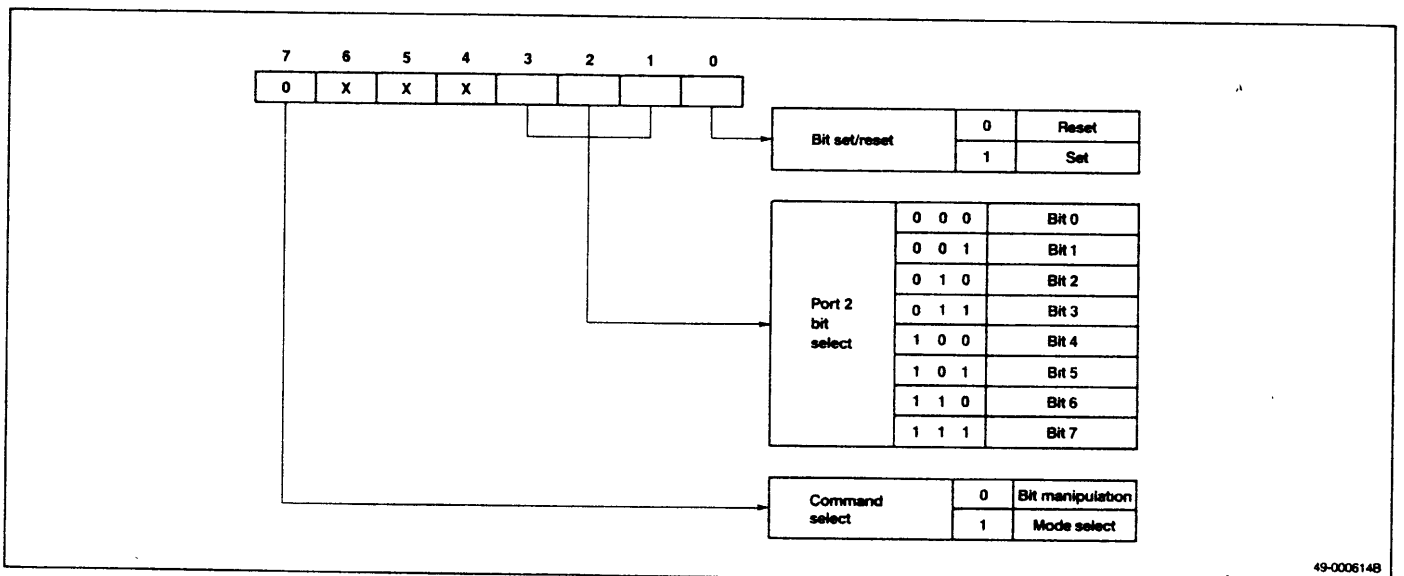 7 6 5 4 3 2 1 0
0 X X X
Bit set/reset
0 Reset
1 Set
Port 2
bit
select
0 0 0 Bit 0
0 0 1 Bit 1
0 1 0 Bit 2
0 1 1 Bit 3
1 0 0 Bit 4
1 0 1 Bit 5
1 1 0 Bit 6
1 1 1 Bit 7
Command
select
0 Bit manipulation
1 Mode select
49-000614B